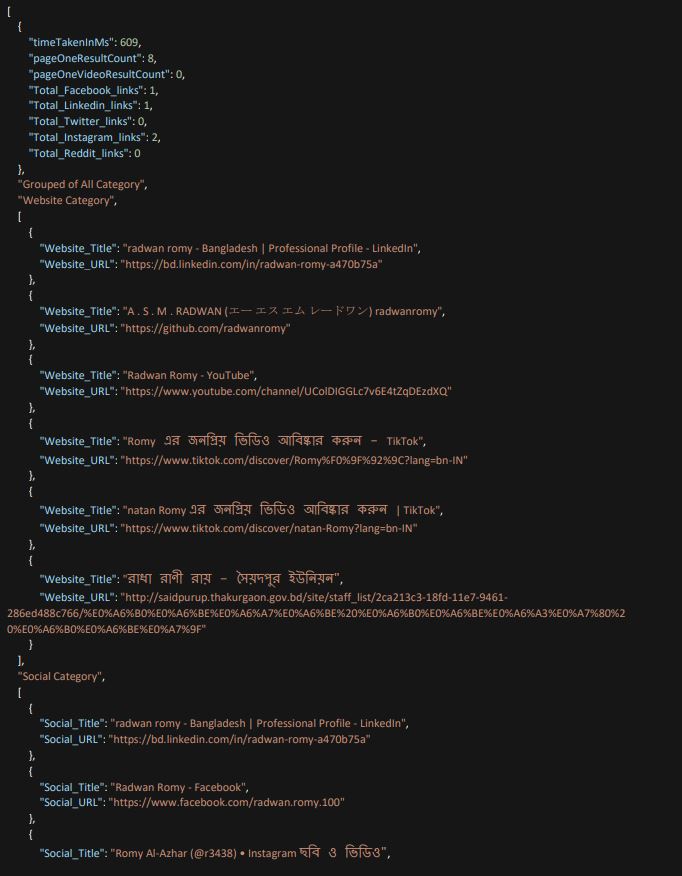 [
{
"timeTakenInMs": 609,
"pageOneResultCount": 8,
"pageOneVideoResultCount": 0,
"Total_Facebook_links": 1,
"Total_Linkedin_links": 1,
"Total_Twitter_links": 0,
"Total_Instagram_links": 2,
"Total_Reddit_links": 0
},
"Grouped of All Category",
"Website Category",
[
{
"Website_Title": "radwan romy - Bangladesh | Professional Profile - LinkedIn",
"Website_URL": "https://bd.linkedin.com/in/radwan-romy-a470b75a"
},
{
"Website_Title": "A . S . M . RADWAN (エー エス エム レードワン) radwanromy",
"Website_URL": "https://github.com/radwanromy"
},
{
"Website_Title": "Radwan Romy - YouTube",
"Website_URL": "https://www.youtube.com/channel/UColDIGGLc7v6E4tZqDEzdXQ"
},
{
"Website_Title": "Romy এর জনপ্রিয় ভিডিও আবিষ্কার করুন - TikTok",
"Website_URL": "https://www.tiktok.com/discover/Romy%F0%9F%92%9C?lang=bn-IN"
},
{
"Website_Title": "natan Romy এর জনপ্রিয় ভিডিও আবিষ্কার করুন | TikTok",
"Website_URL": "https://www.tiktok.com/discover/natan-Romy?lang=bn-IN"
},
{
"Website_Title": "রাধা রাণী রায় - সৈয়দপুর ইউনিয়ন",
"Website_URL": "http://saidpurup.thakurgaon.gov.bd/site/staff_list/2ca213c3-18fd-11e7-9461-
286ed488c766/%E0%A6%B0%E0%A6%BE%E0%A6%A7%E0%A6%BE%20%E0%A6%B0%E0%A6%BE%E0%A6%A3%E0%A7%80%2
0%E0%A6%B0%E0%A6%BE%E0%A7%9F"
}
],
"Social Category",
[
{
"Social_Title": "radwan romy - Bangladesh | Professional Profile - LinkedIn",
"Social_URL": "https://bd.linkedin.com/in/radwan-romy-a470b75a"
},
{
"Social_Title": "Radwan Romy - Facebook",
"Social_URL": "https://www.facebook.com/radwan.romy.100"
},
{
"Social_Title": "Romy Al-Azhar (@r3438) • Instagram ছবি ও ভিডিও",